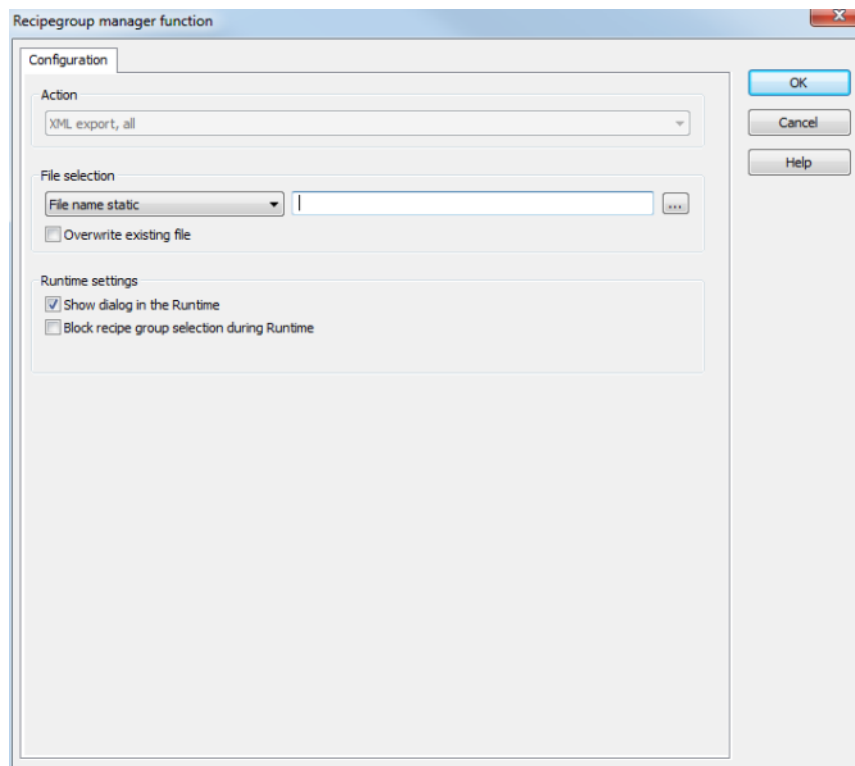 Recipegroup manager function
Configuration
OK
Action
XML export, all
Cancel
Help
File selection
File name static
...
Overwrite existing file
Runtime settings
Show dialog in the Runtime
Block recipe group selection during Runtime